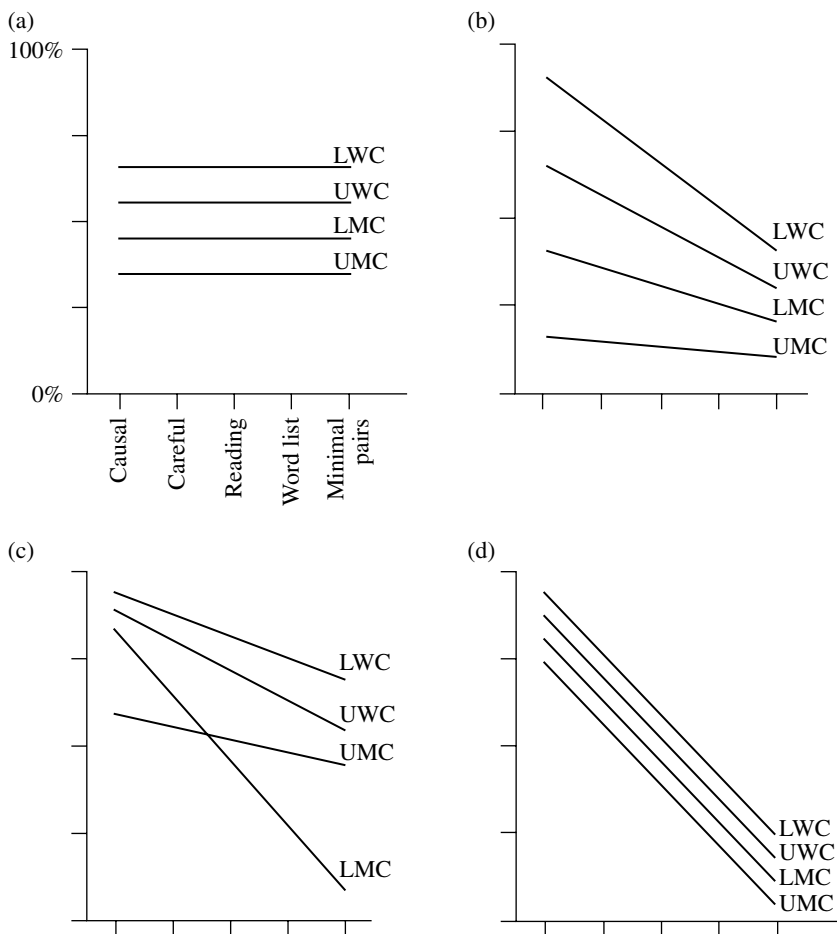 (a)
100%
LWC
UWC
LMC
UMC
0%
Causal
Careful
Reading
Word list
Minimal
pairs
(b)
LWC
UWC
LMC
UMC
(c)
LWC
UWC
UMC
LMC
(d)
LWC
UWC
LMC
UMC